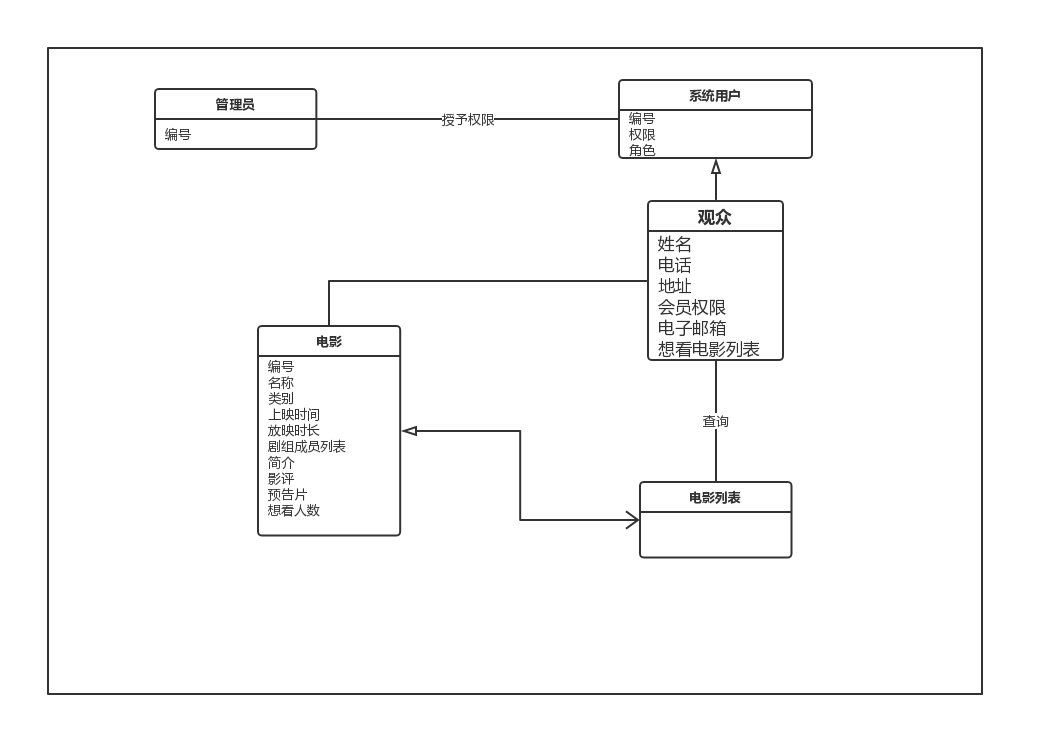 管理员
编号
授予权限
系统用户
编号
权限
角色
观众
姓名
电话
地址
会员权限
电子邮箱
想看电影列表
电影
编号
名称
类别
上映时间
放映时长
剧组成员列表
简介
影评
预告片
想看人数
查询
电影列表